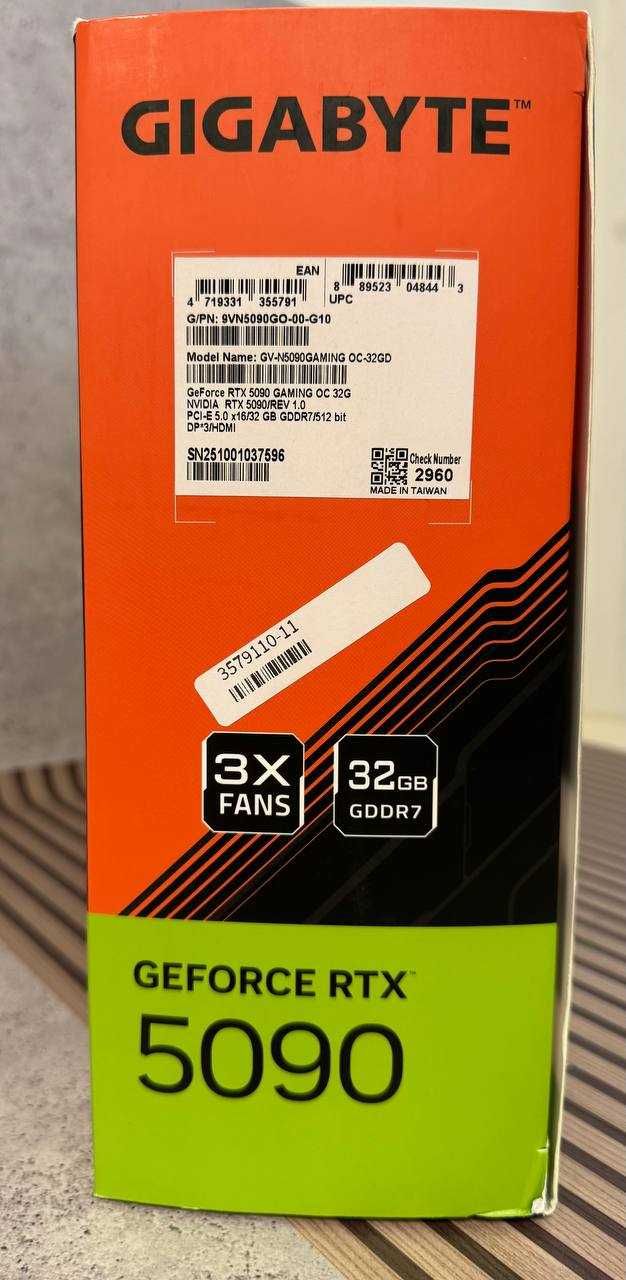 GIGABYTE™
EAN
4 719331 355791
8 89523 04844 3
UPC
G/PN: 9VN5090GO-00-G10
Model Name: GV-N5090GAMING OC-32GD
GeForce RTX 5090 GAMING OC 32G
NVIDIA RTX 5090/REV 1.0
PCI-E 5.0 x16/32 GB GDDR7/512 bit
DP*3/HDMI
SN251001037596
Check Number
2960
MADE IN TAIWAN
3579110-11
3X
FANS
32GB
GDDR7
GEFORCE RTX™
5090